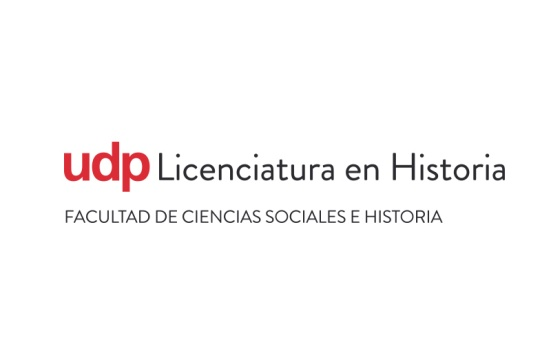 udp Licenciatura en Historia
FACULTAD DE CIENCIAS SOCIALES E HISTORIA